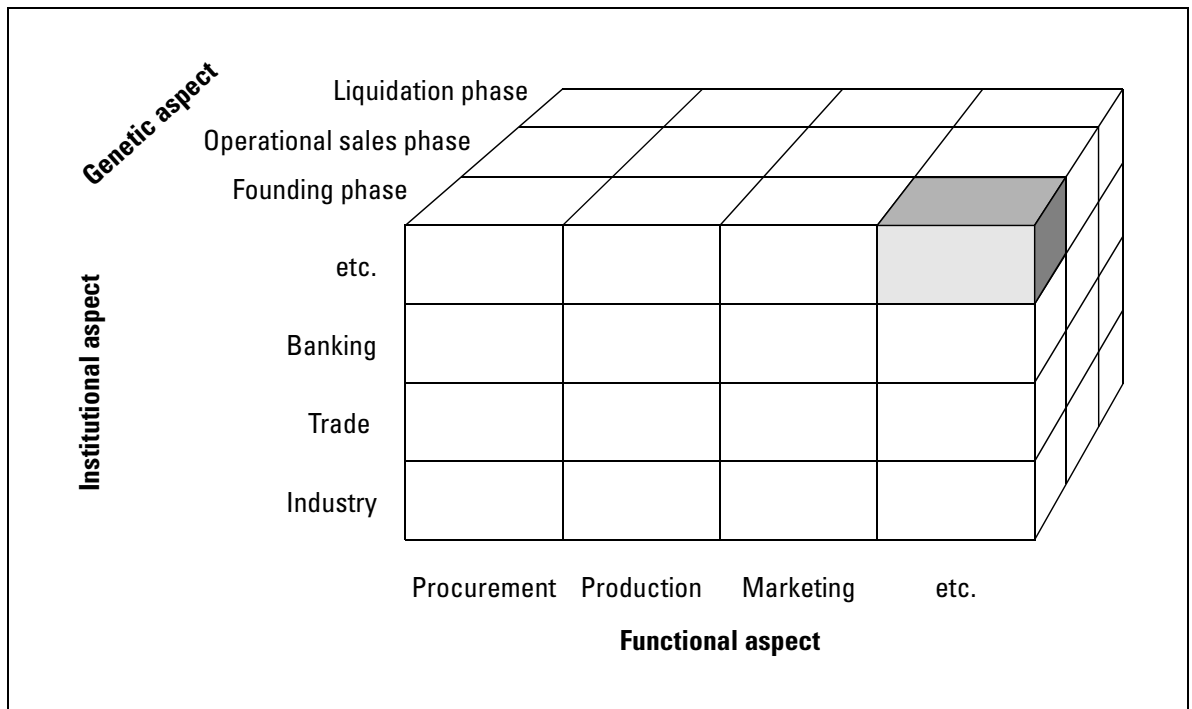 Genetic aspect
Liquidation phase
Operational sales phase
Founding phase
Institutional aspect
etc.
Banking
Trade
Industry
Procurement Production Marketing etc.
Functional aspect